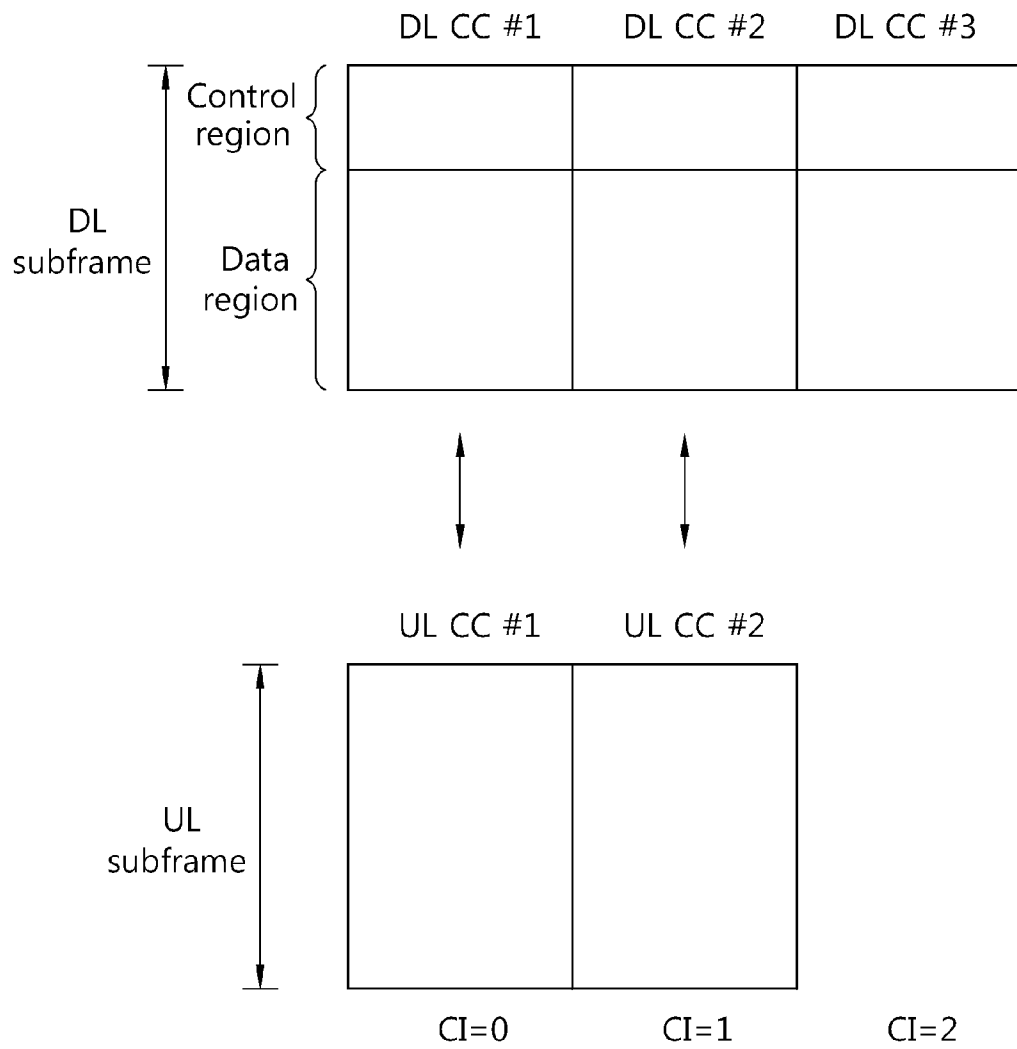 DL CC #1 DL CC #2 DL CC #3
Control
region
DL
subframe
Data
region
UL CC #1 UL CC #2
UL
subframe
CI=0 CI=1 CI=2